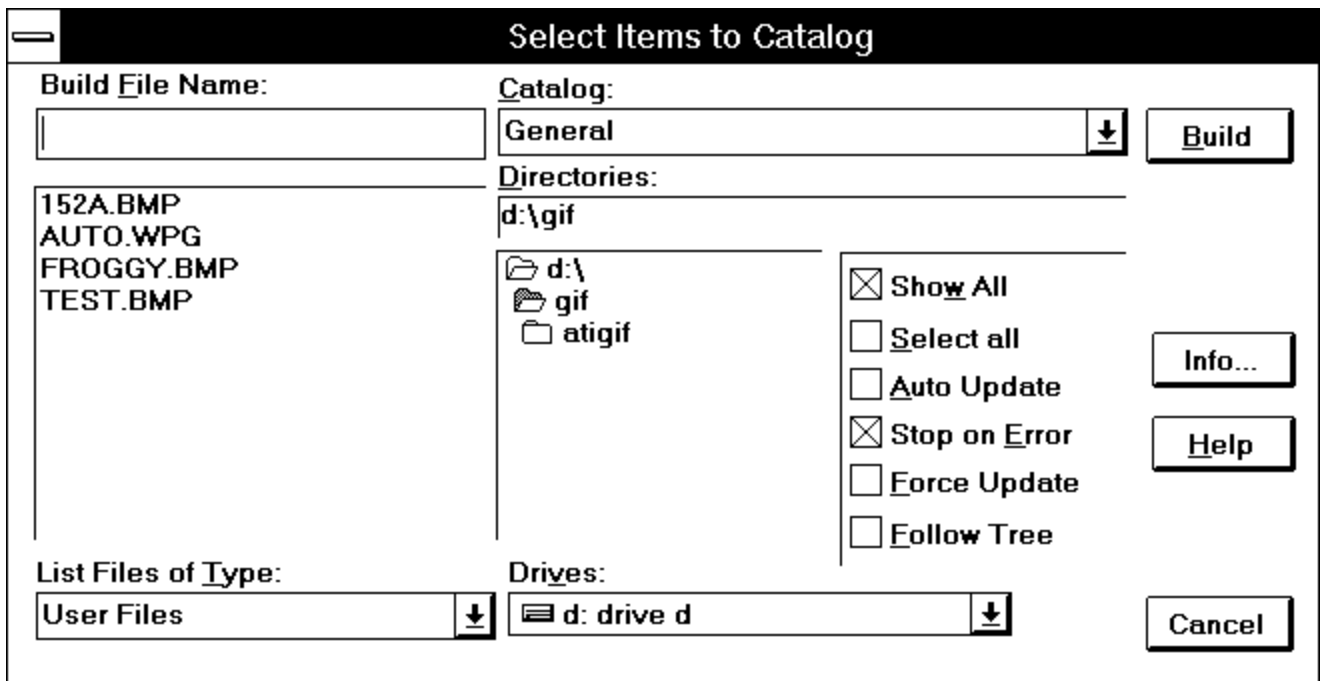 Select Items to Catalog
Build File Name:
Catalog:
General
Build
Directories:
d:\gif
152A.BMP
AUTO.WPG
FROGGY.BMP
TEST.BMP
d:\
gif
atigif
Show All
Select all
Auto Update
Stop on Error
Force Update
Follow Tree
Info...
Help
List Files of Type:
User Files
Drives:
d: drive d
Cancel